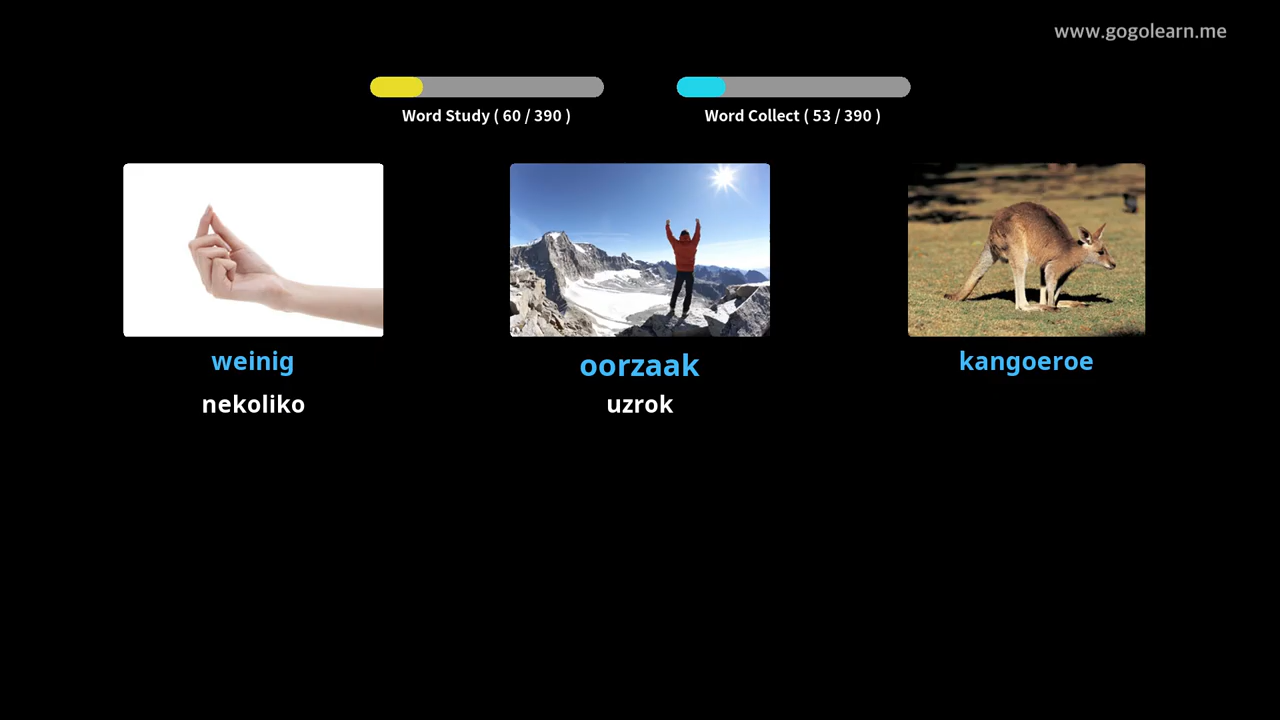 www.gogolearn.me
Word Study ( 60 / 390 )
Word Collect ( 53 / 390 )
weinig
nekoliko
oorzaak
uzrok
kangoeroe